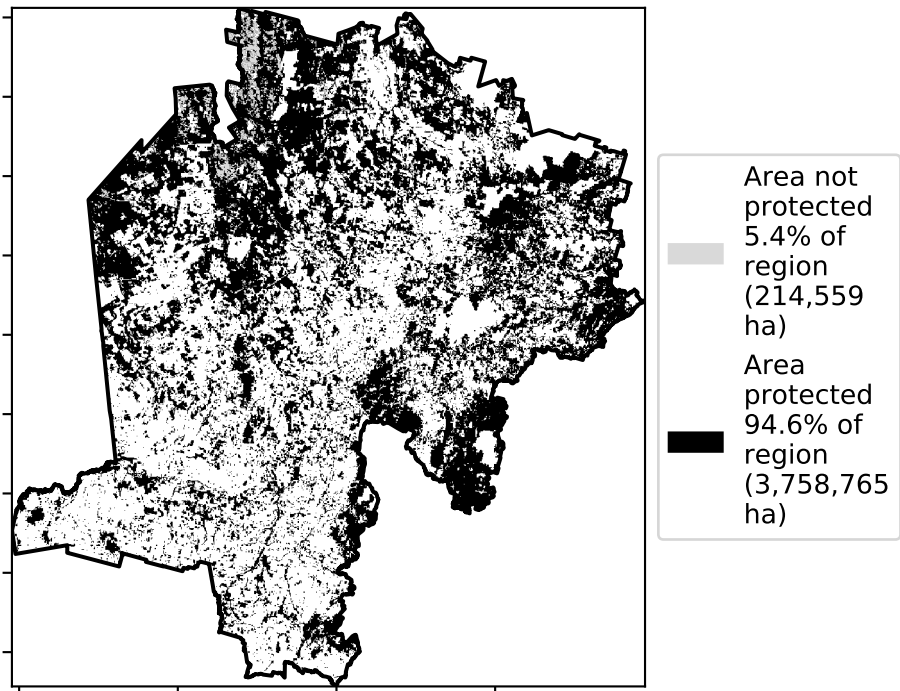 Area not
protected
5.4% of
region
(214,559
ha)
Area
protected
94.6% of
region
(3,758,765
ha)